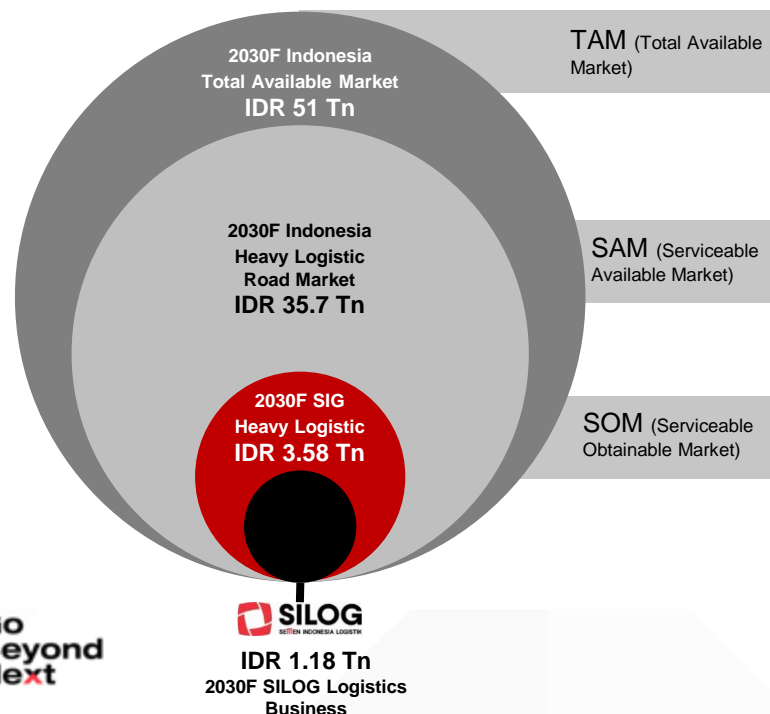 2030F Indonesia
Total Available Market
IDR 51 Tn
TAM (Total Available
Market)
2030F Indonesia
Heavy Logistic
Road Market
IDR 35.7 Tn
SAM (Serviceable
Available Market)
2030F SIG
Heavy Logistic
IDR 3.58 Tn
SOM (Serviceable
Obtainable Market)
SILOG
SEMEN INDONESIA LOGISTIK
IDR 1.18 Tn
2030F SILOG Logistics
Business